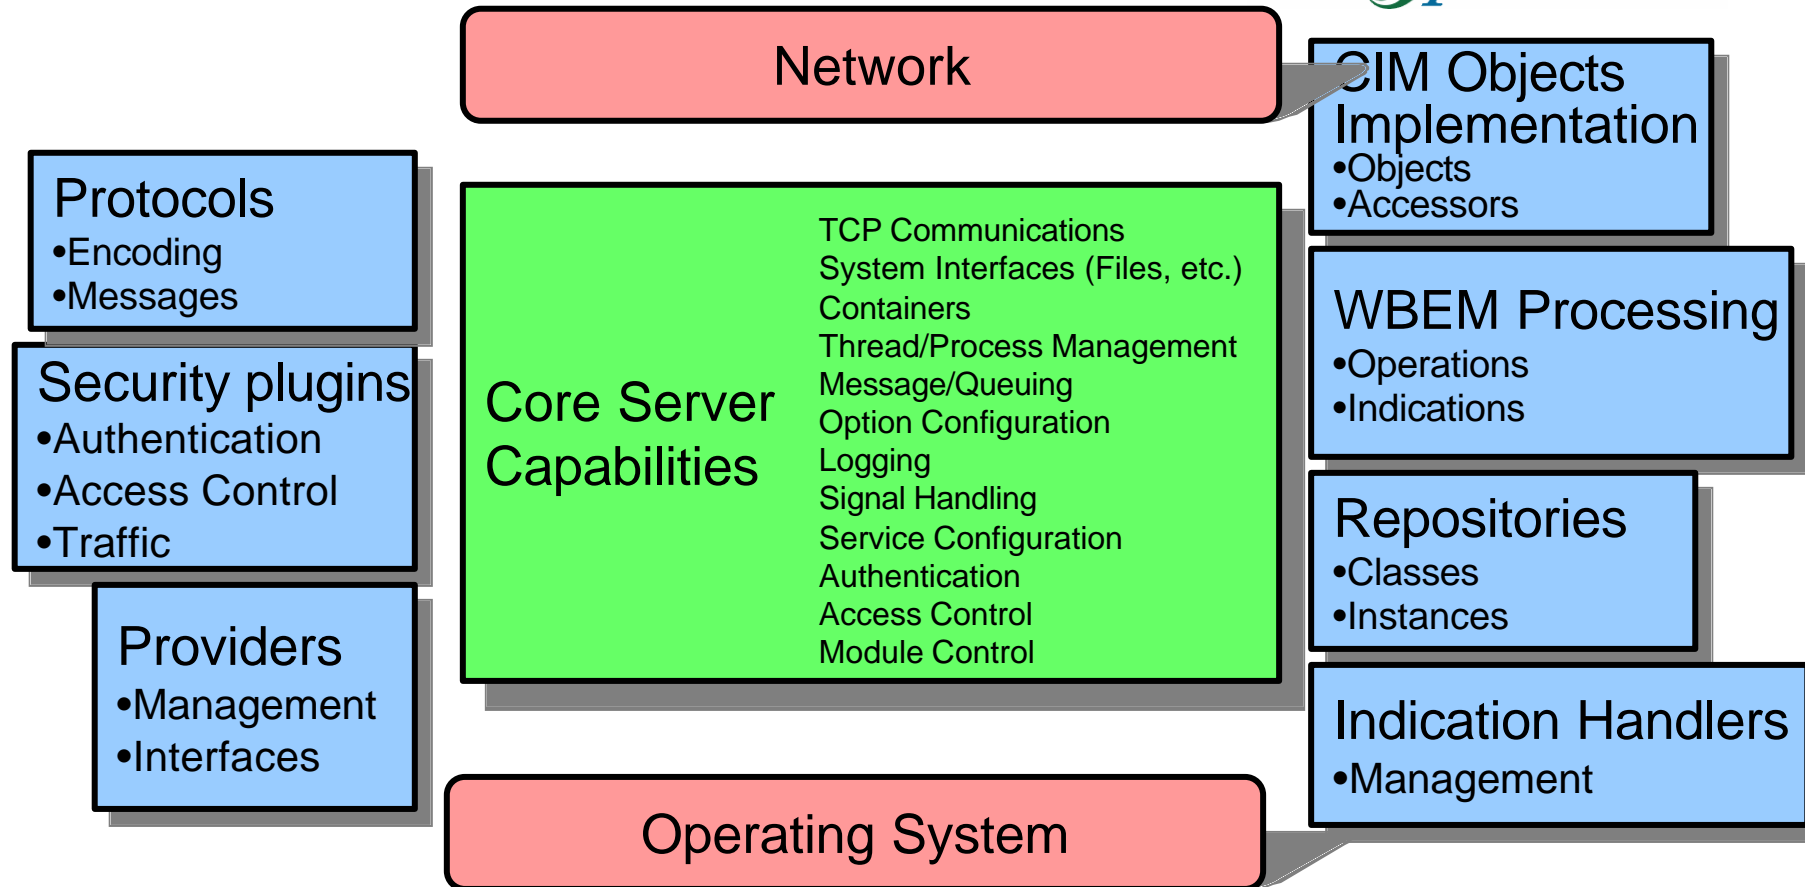 Network
CIM Objects
Implementation
•Objects
•Accessors
Protocols
•Encoding
•Messages
Security plugins
•Authentication
•Access Control
•Traffic
Providers
•Management
•Interfaces
Core Server
Capabilities
TCP Communications
System Interfaces (Files, etc.)
Containers
Thread/Process Management
Message/Queuing
Option Configuration
Logging
Signal Handling
Service Configuration
Authentication
Access Control
Module Control
WBEM Processing
•Operations
•Indications
Repositories
•Classes
•Instances
Indication Handlers
•Management
Operating System